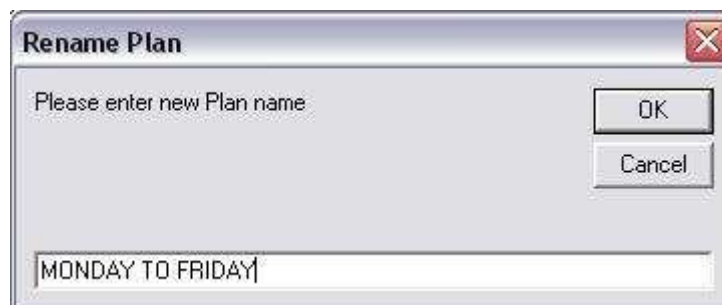 Rename Plan
Please enter new Plan name
OK
Cancel
MONDAY TO FRIDAY